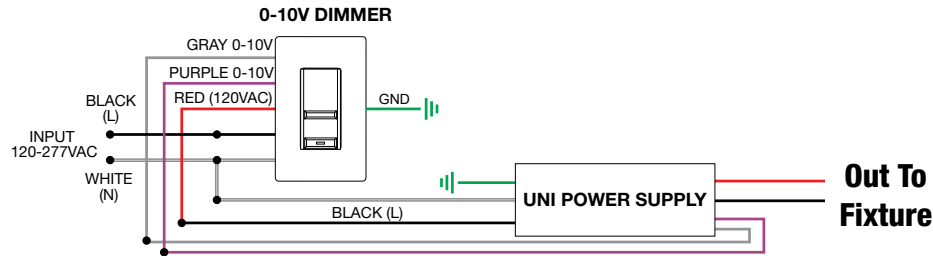 0-10V DIMMER
GRAY 0-10V
PURPLE 0-10V
RED (120VAC)
BLACK
(L)
GND
INPUT
120-277VAC
WHITE
(N)
BLACK (L)
UNI POWER SUPPLY
Out To
Fixture